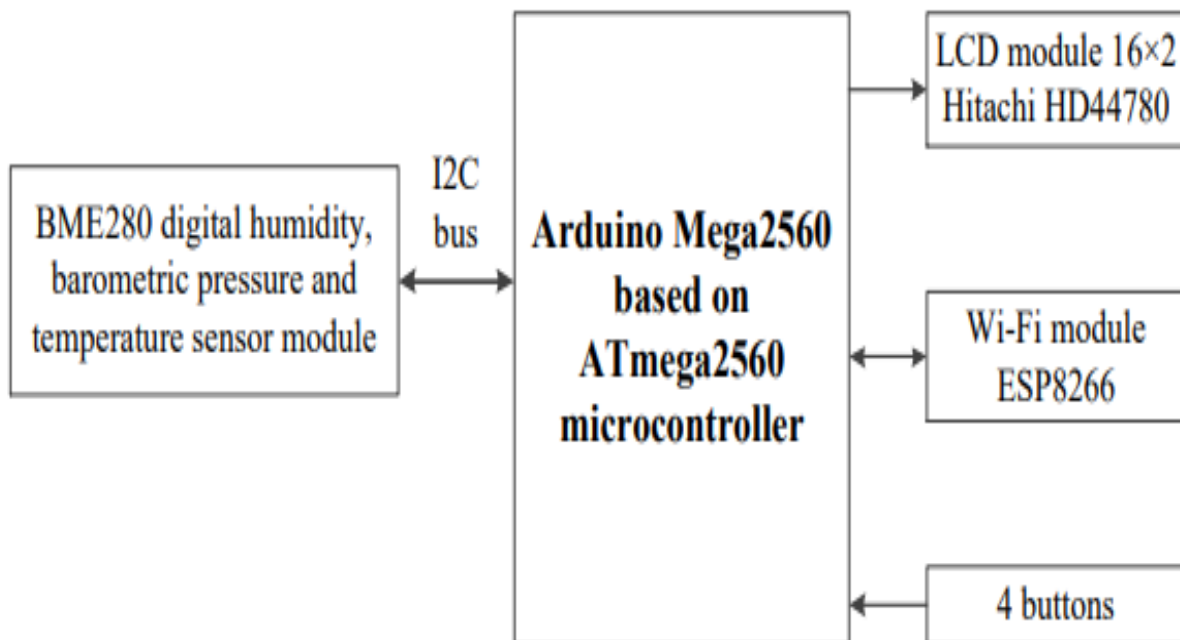 BME280 digital humidity,
barometric pressure and
temperature sensor module
I2C
bus
Arduino Mega2560
based on
ATmega2560
microcontroller
LCD module 16×2
Hitachi HD44780
Wi-Fi module
ESP8266
4 buttons